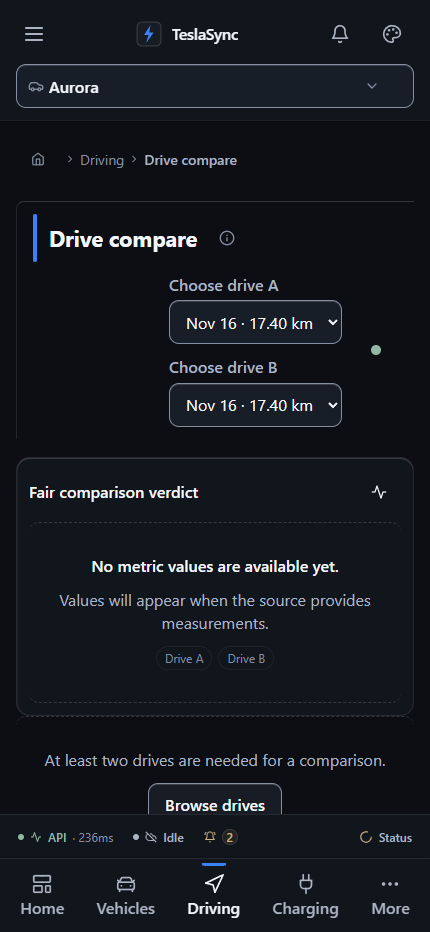 TeslaSync
Aurora
Driving > Drive compare
Drive compare
Choose drive A
Nov 16 · 17.40 km
Choose drive B
Nov 16 · 17.40 km
Fair comparison verdict
No metric values are available yet.
Values will appear when the source provides
measurements.
Drive A Drive B
At least two drives are needed for a comparison.
Browse drives
API · 236ms Idle 2 Status
Home Vehicles Driving Charging More